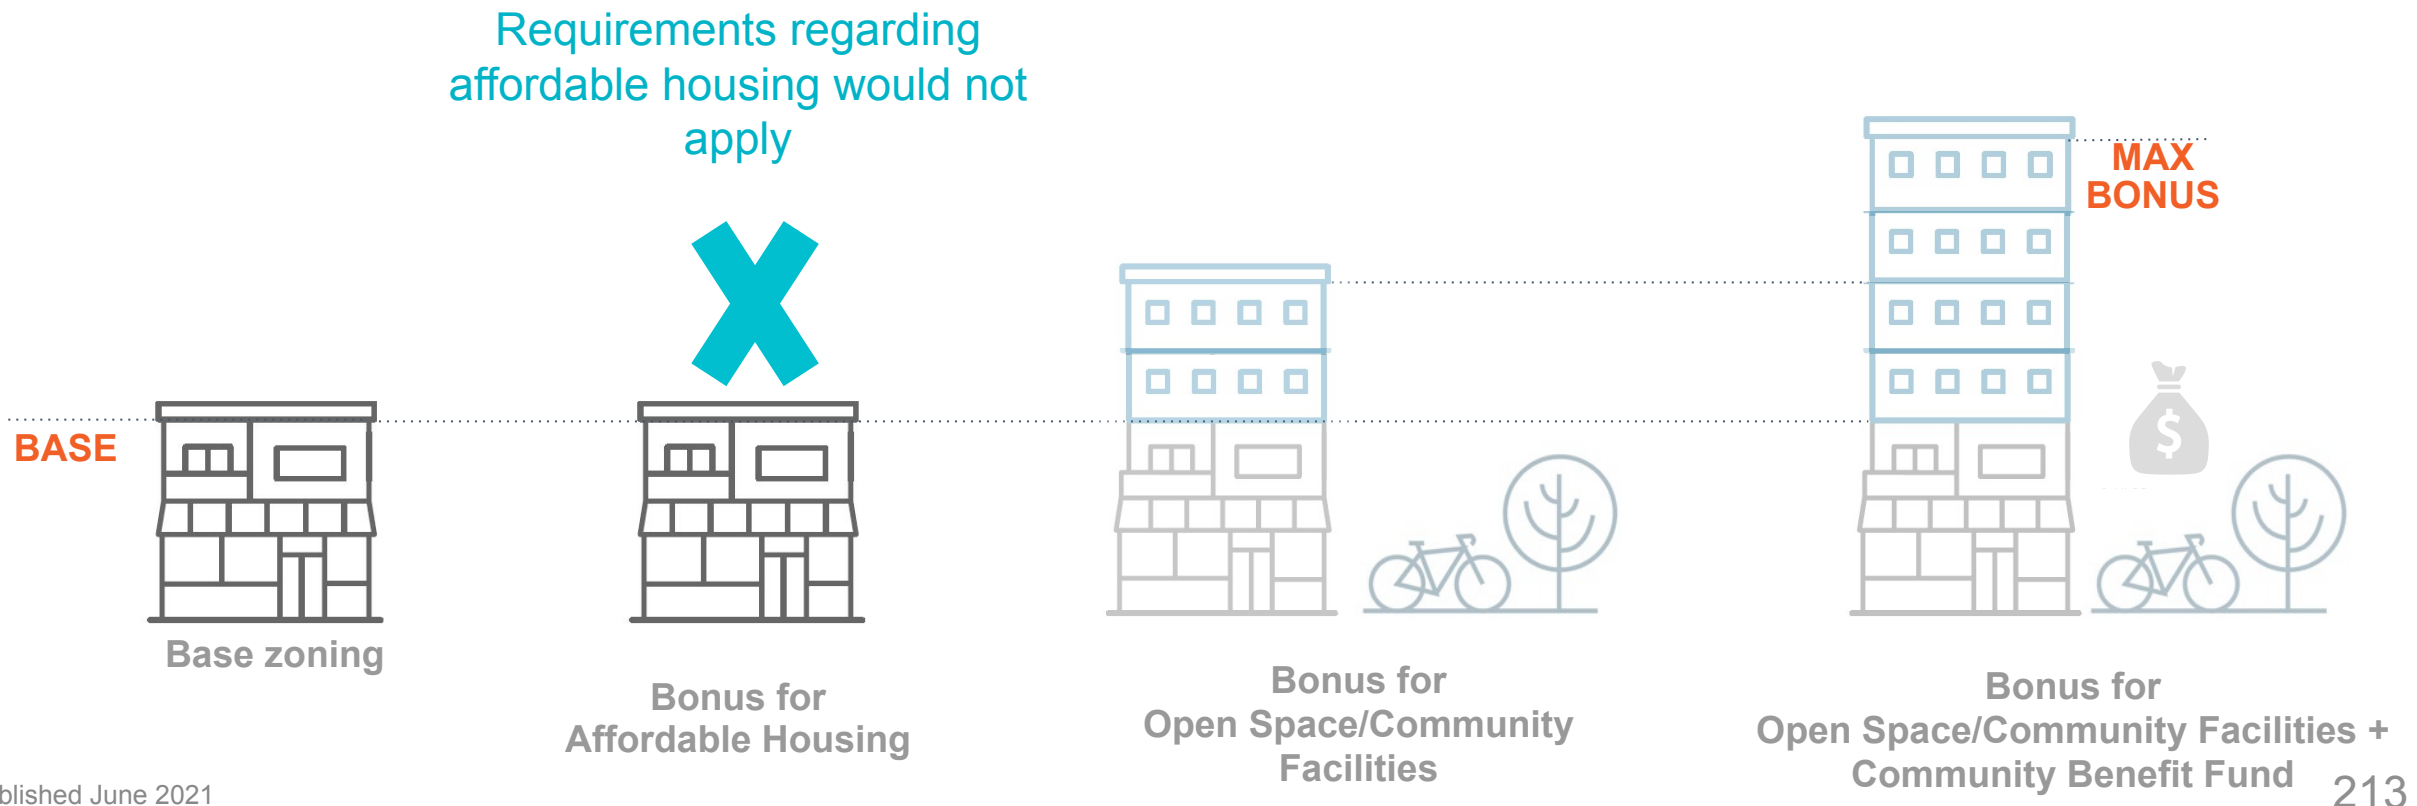 Requirements regarding
affordable housing would not
apply
MAX
BONUS
BASE
$
Base zoning
Bonus for
Affordable Housing
Bonus for
Open Space/Community
Facilities
Bonus for
Open Space/Community Facilities +
Community Benefit Fund
blished June 2021
213